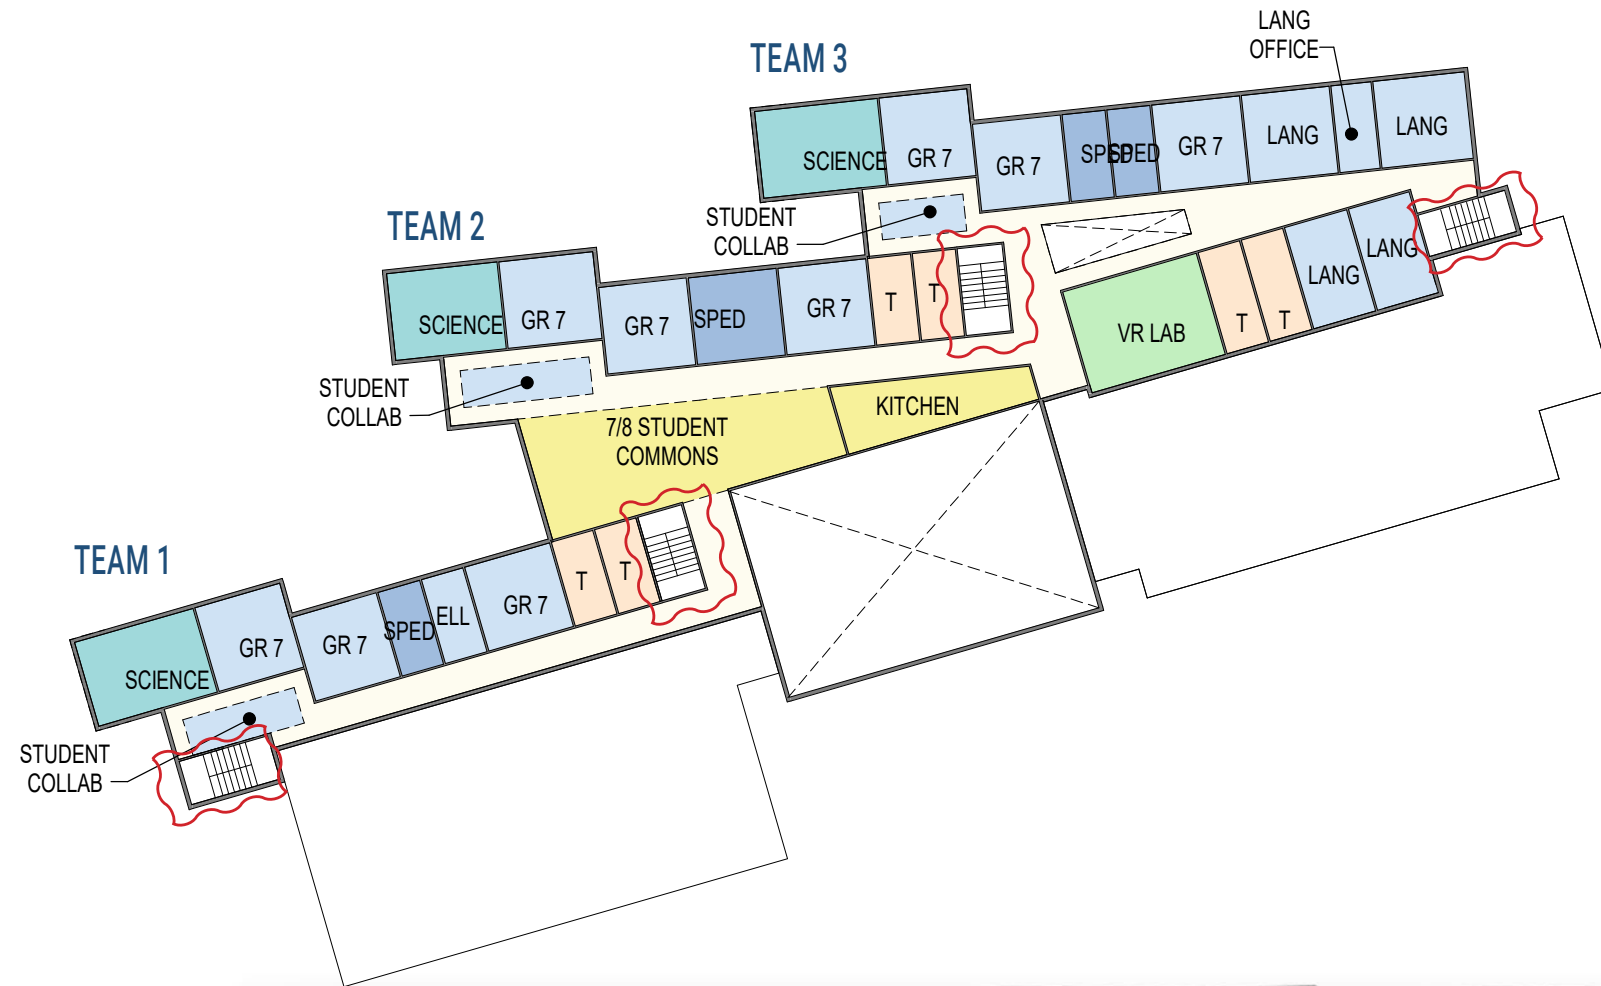 LANG
OFFICE
TEAM 3
SCIENCE
GR 7
GR 7
SPED
SPED
GR 7
LANG
LANG
STUDENT
COLLAB
TEAM 2
SCIENCE
GR 7
GR 7
SPED
GR 7
T
T
LANG
LANG
T
T
VR LAB
STUDENT
COLLAB
KITCHEN
7/8 STUDENT
COMMONS
TEAM 1
SCIENCE
GR 7
GR 7
SPED
ELL
GR 7
T
T
STUDENT
COLLAB